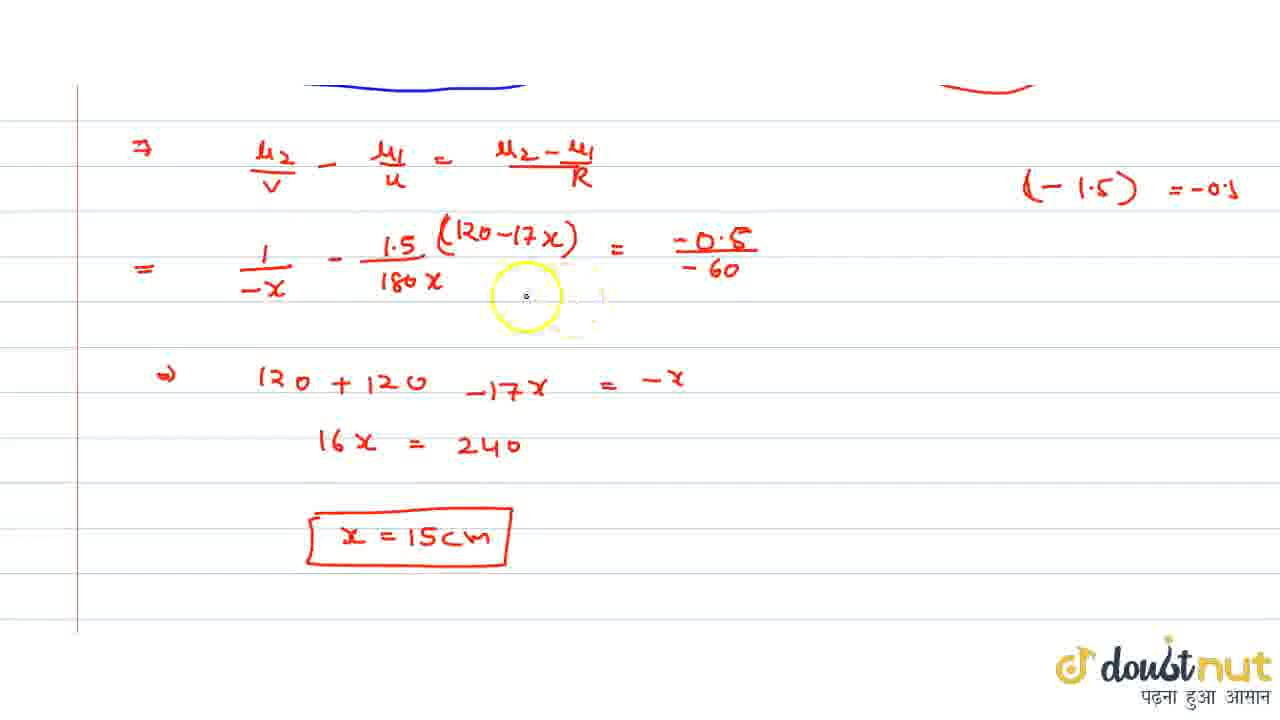 ⇒ μ2/v - μ1/u = μ2 - μ1/R
(- 1.5) = -0.5
= 1/-x - 1.5/180x (120 - 17x) = -0.5/-60
⇒ 120 + 120 - 17x = -x
16x = 240
x = 15cm
doubtnut
पढ़ना हुआ आसान